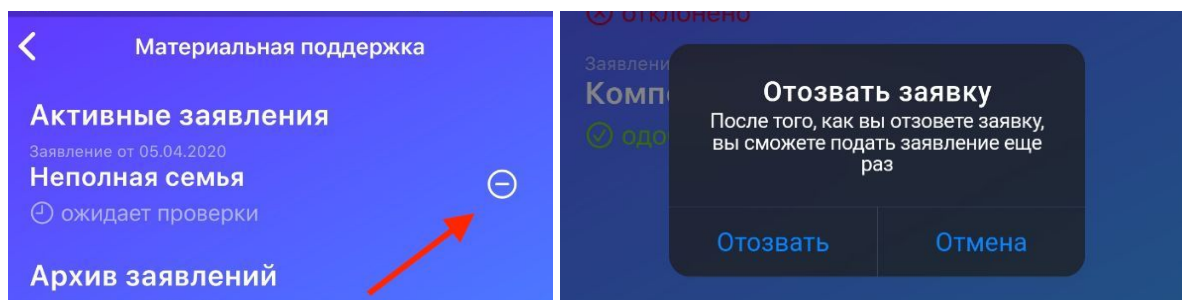 Материальная поддержка
Активные заявления
Заявление от 05.04.2020
Неполная семья
ожидает проверки
Архив заявлений
отклонено
Отозвать заявку
После того, как вы отзовете заявку,
вы сможете подать заявление еще
раз
Отозвать
Отмена